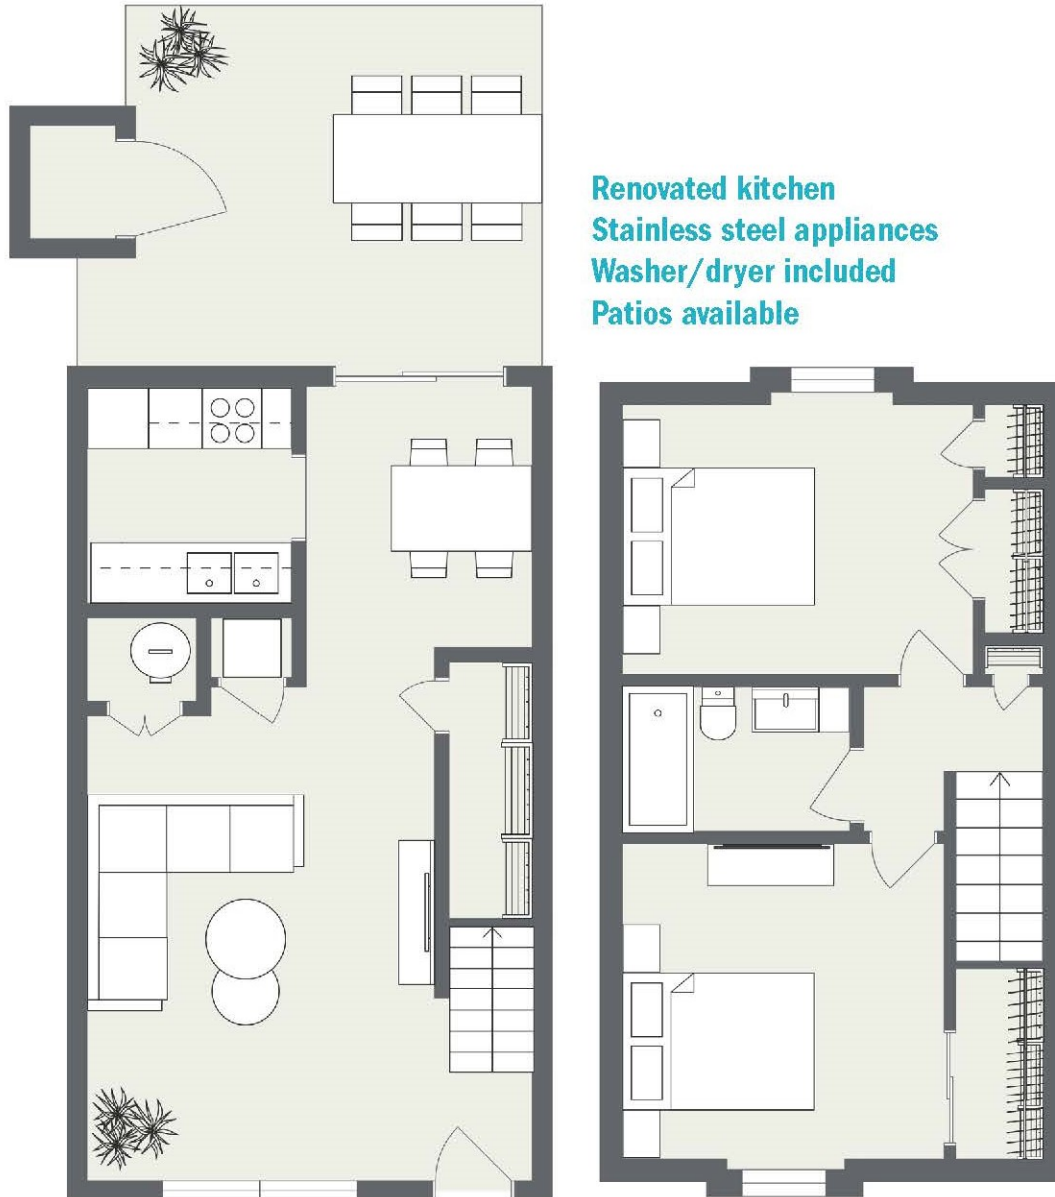 Renovated kitchen
Stainless steel appliances
Washer/dryer included
Patios available